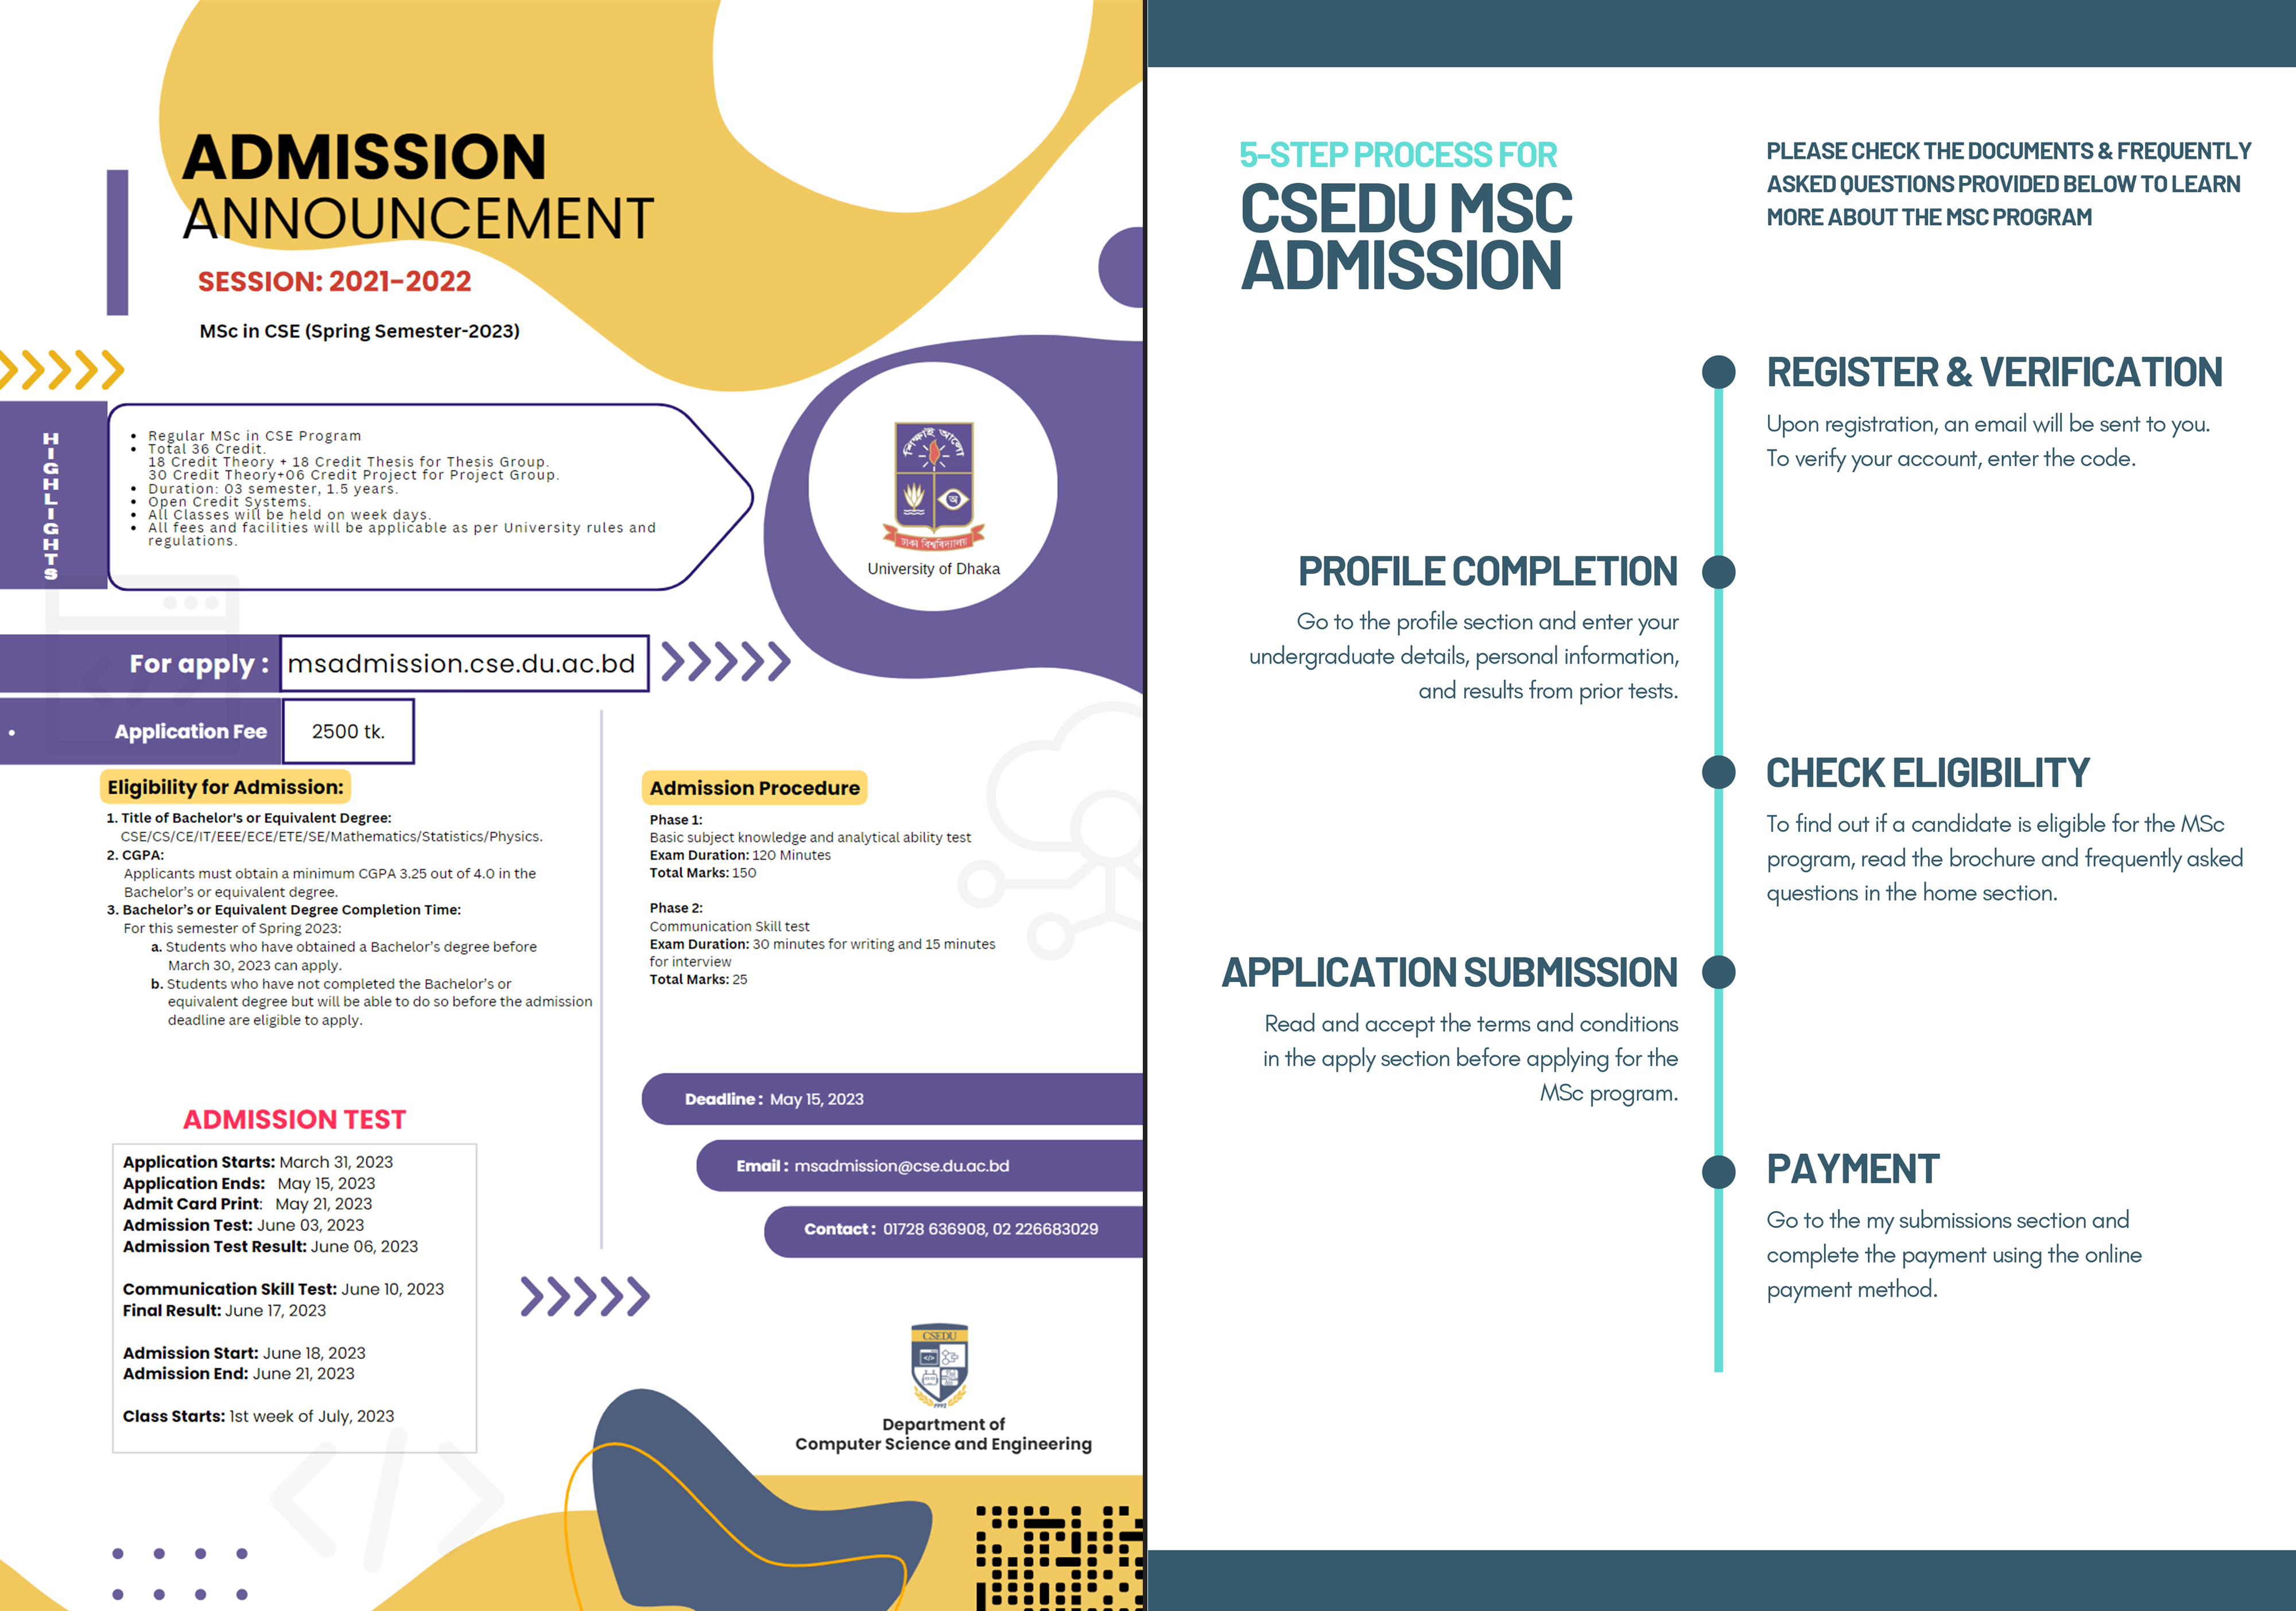 ADMISSION
ANNOUNCEMENT
SESSION: 2021-2022
MSc in CSE (Spring Semester-2023)
HIGHLIGHTS
• Regular MSc in CSE Program
• Total 36 Credit.
18 Credit Theory + 18 Credit Thesis for Thesis Group.
30 Credit Theory+06 Credit Project for Project Group.
• Duration: 03 semester, 1.5 years.
• Open Credit Systems.
• All Classes will be held on week days.
• All fees and facilities will be applicable as per University rules and
regulations.
শিক্ষাই আলো
অ
ঢাকা বিশ্ববিদ্যালয়
University of Dhaka
For apply : msadmission.cse.du.ac.bd
Application Fee 2500 tk.
Eligibility for Admission:
1. Title of Bachelor's or Equivalent Degree:
CSE/CS/CE/IT/EEE/ECE/ETE/SE/Mathematics/Statistics/Physics.
2. CGPA:
Applicants must obtain a minimum CGPA 3.25 out of 4.0 in the
Bachelor's or equivalent degree.
3. Bachelor's or Equivalent Degree Completion Time:
For this semester of Spring 2023:
a. Students who have obtained a Bachelor's degree before
March 30, 2023 can apply.
b. Students who have not completed the Bachelor's or
equivalent degree but will be able to do so before the admission
deadline are eligible to apply.
Admission Procedure
Phase 1:
Basic subject knowledge and analytical ability test
Exam Duration: 120 Minutes
Total Marks: 150
Phase 2:
Communication Skill test
Exam Duration: 30 minutes for writing and 15 minutes
for interview
Total Marks: 25
ADMISSION TEST
Application Starts: March 31, 2023
Application Ends: May 15, 2023
Admit Card Print: May 21, 2023
Admission Test: June 03, 2023
Admission Test Result: June 06, 2023
Communication Skill Test: June 10, 2023
Final Result: June 17, 2023
Admission Start: June 18, 2023
Admission End: June 21, 2023
Class Starts: 1st week of July, 2023
Deadline : May 15, 2023
Email : msadmission@cse.du.ac.bd
Contact : 01728 636908, 02 226683029
CSEDU
1992
Department of
Computer Science and Engineering
5-STEP PROCESS FOR
CSEDU MSC
ADMISSION
PLEASE CHECK THE DOCUMENTS & FREQUENTLY
ASKED QUESTIONS PROVIDED BELOW TO LEARN
MORE ABOUT THE MSC PROGRAM
REGISTER & VERIFICATION
Upon registration, an email will be sent to you.
To verify your account, enter the code.
PROFILE COMPLETION
Go to the profile section and enter your
undergraduate details, personal information,
and results from prior tests.
CHECK ELIGIBILITY
To find out if a candidate is eligible for the MSc
program, read the brochure and frequently asked
questions in the home section.
APPLICATION SUBMISSION
Read and accept the terms and conditions
in the apply section before applying for the
MSc program.
PAYMENT
Go to the my submissions section and
complete the payment using the online
payment method.